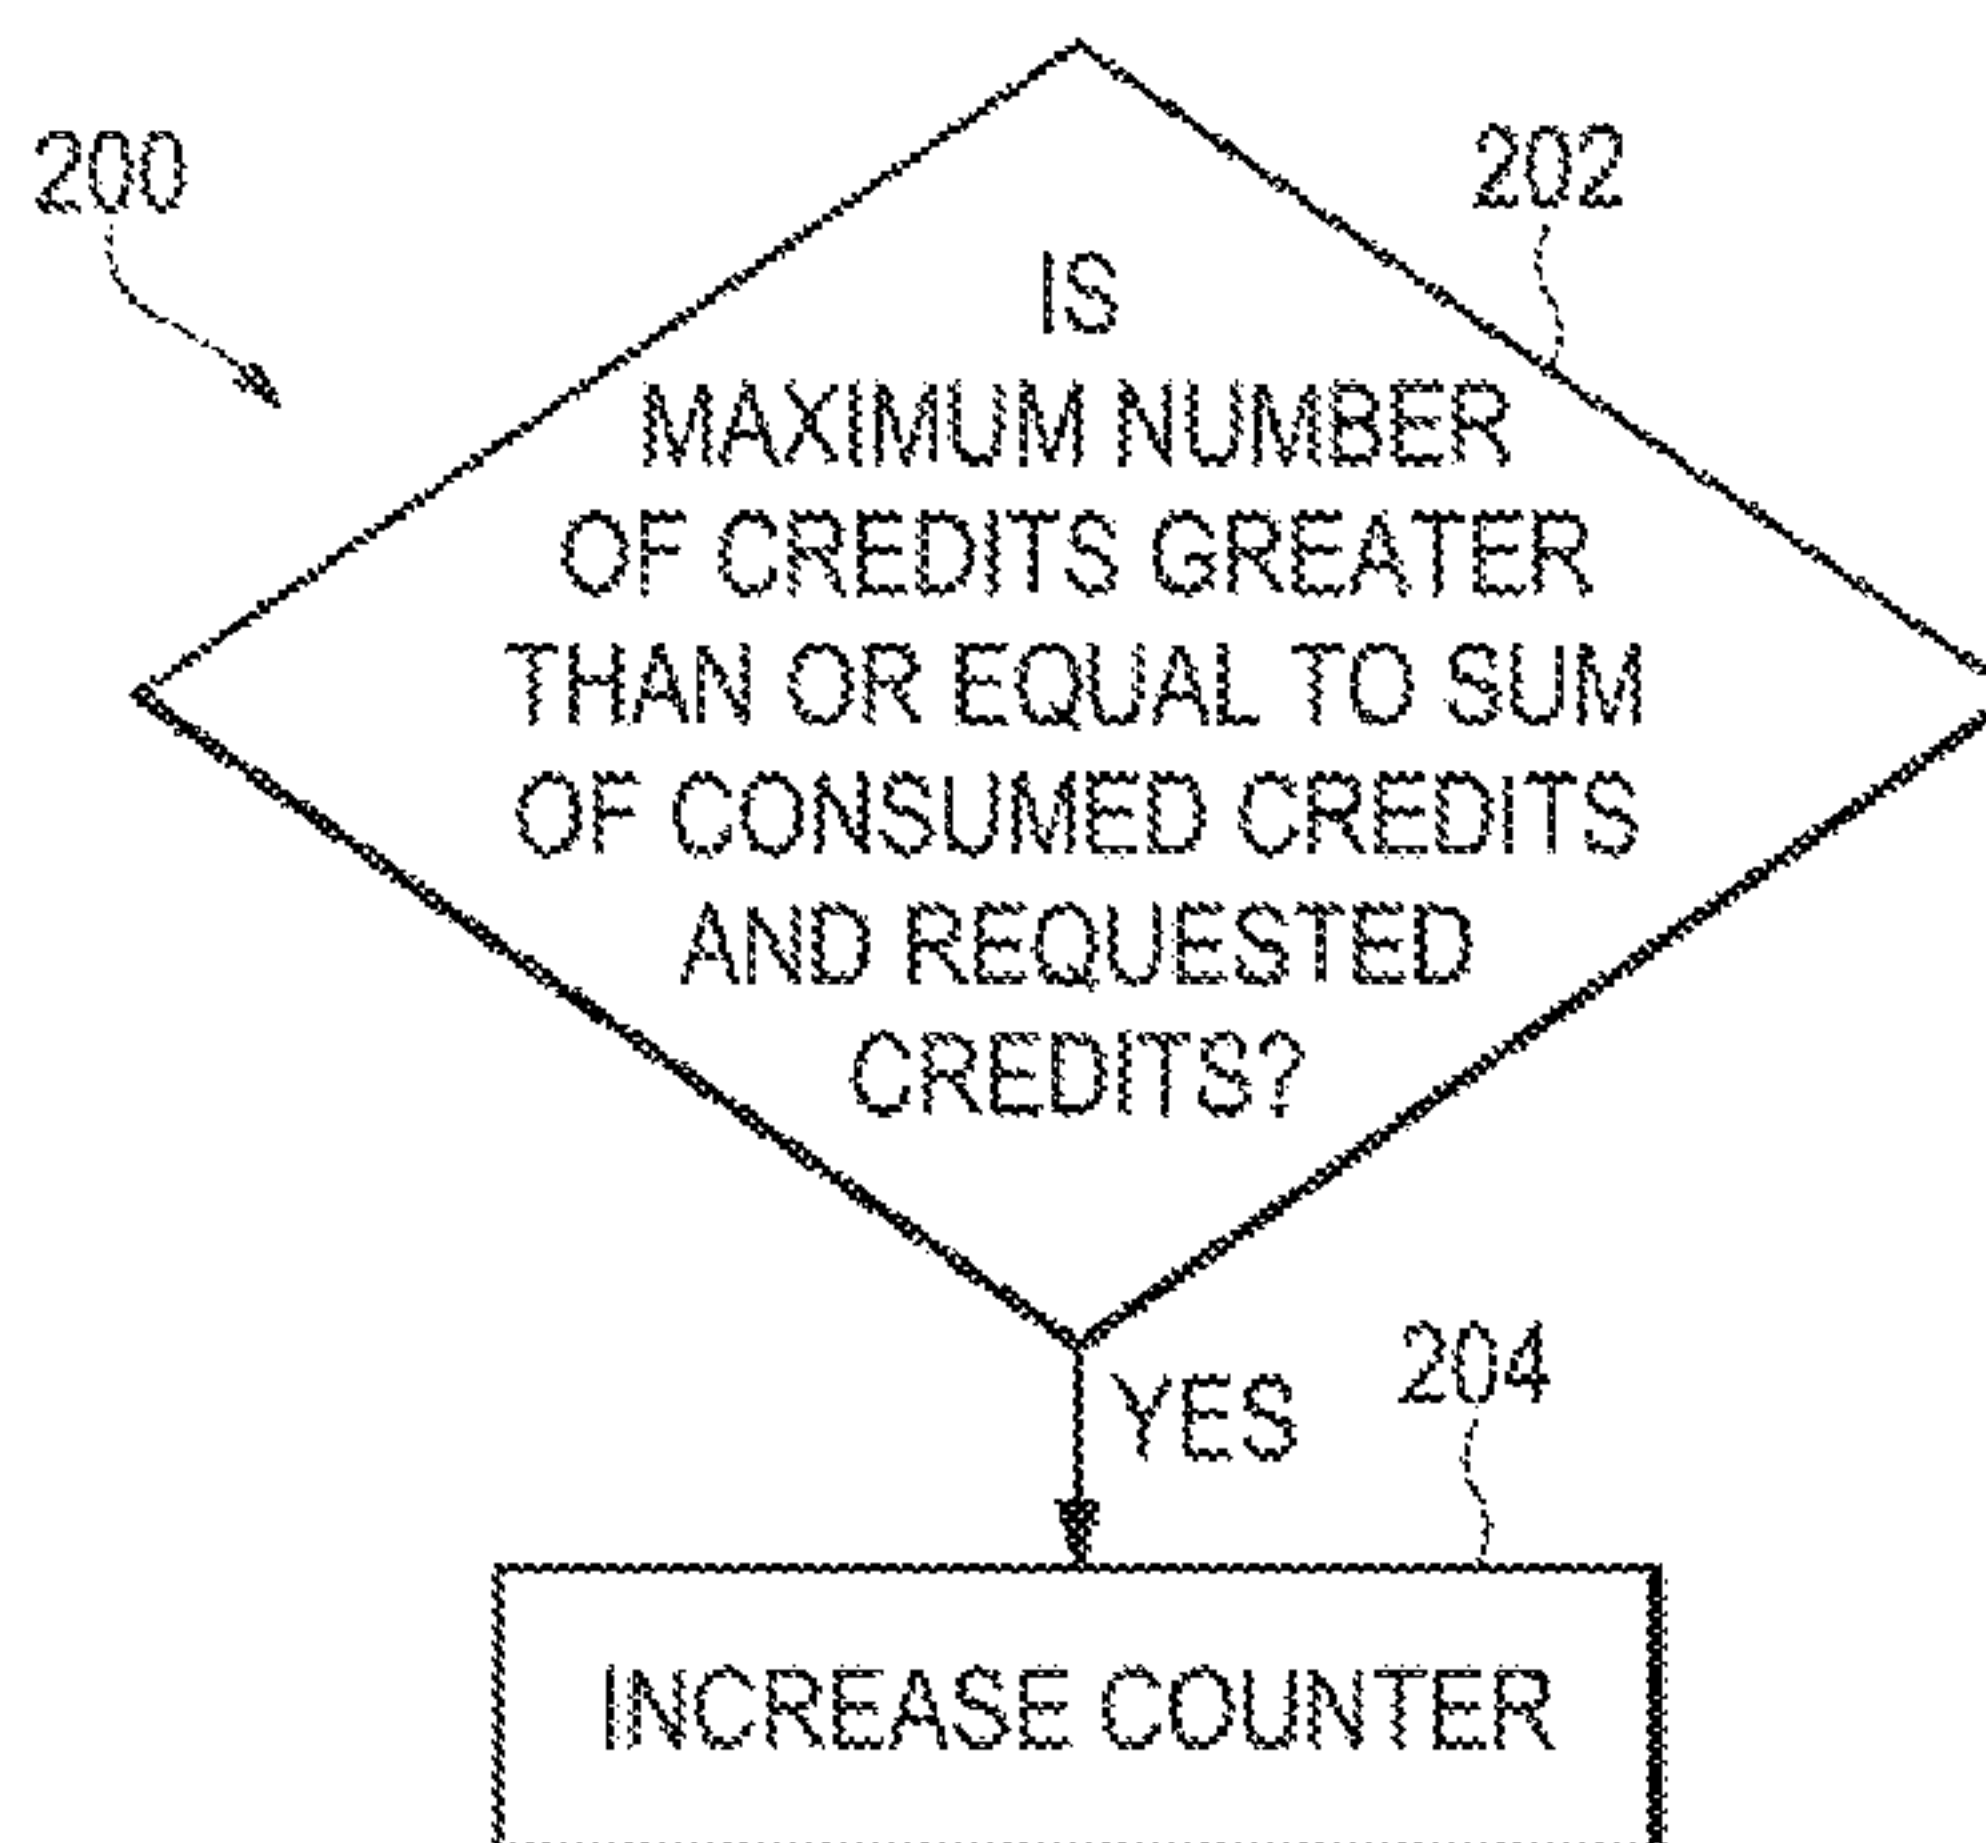 200
202
IS
MAXIMUM NUMBER
OF CREDITS GREATER
THAN OR EQUAL TO SUM
OF CONSUMED CREDITS
AND REQUESTED
CREDITS?
YES
204
INCREASE COUNTER